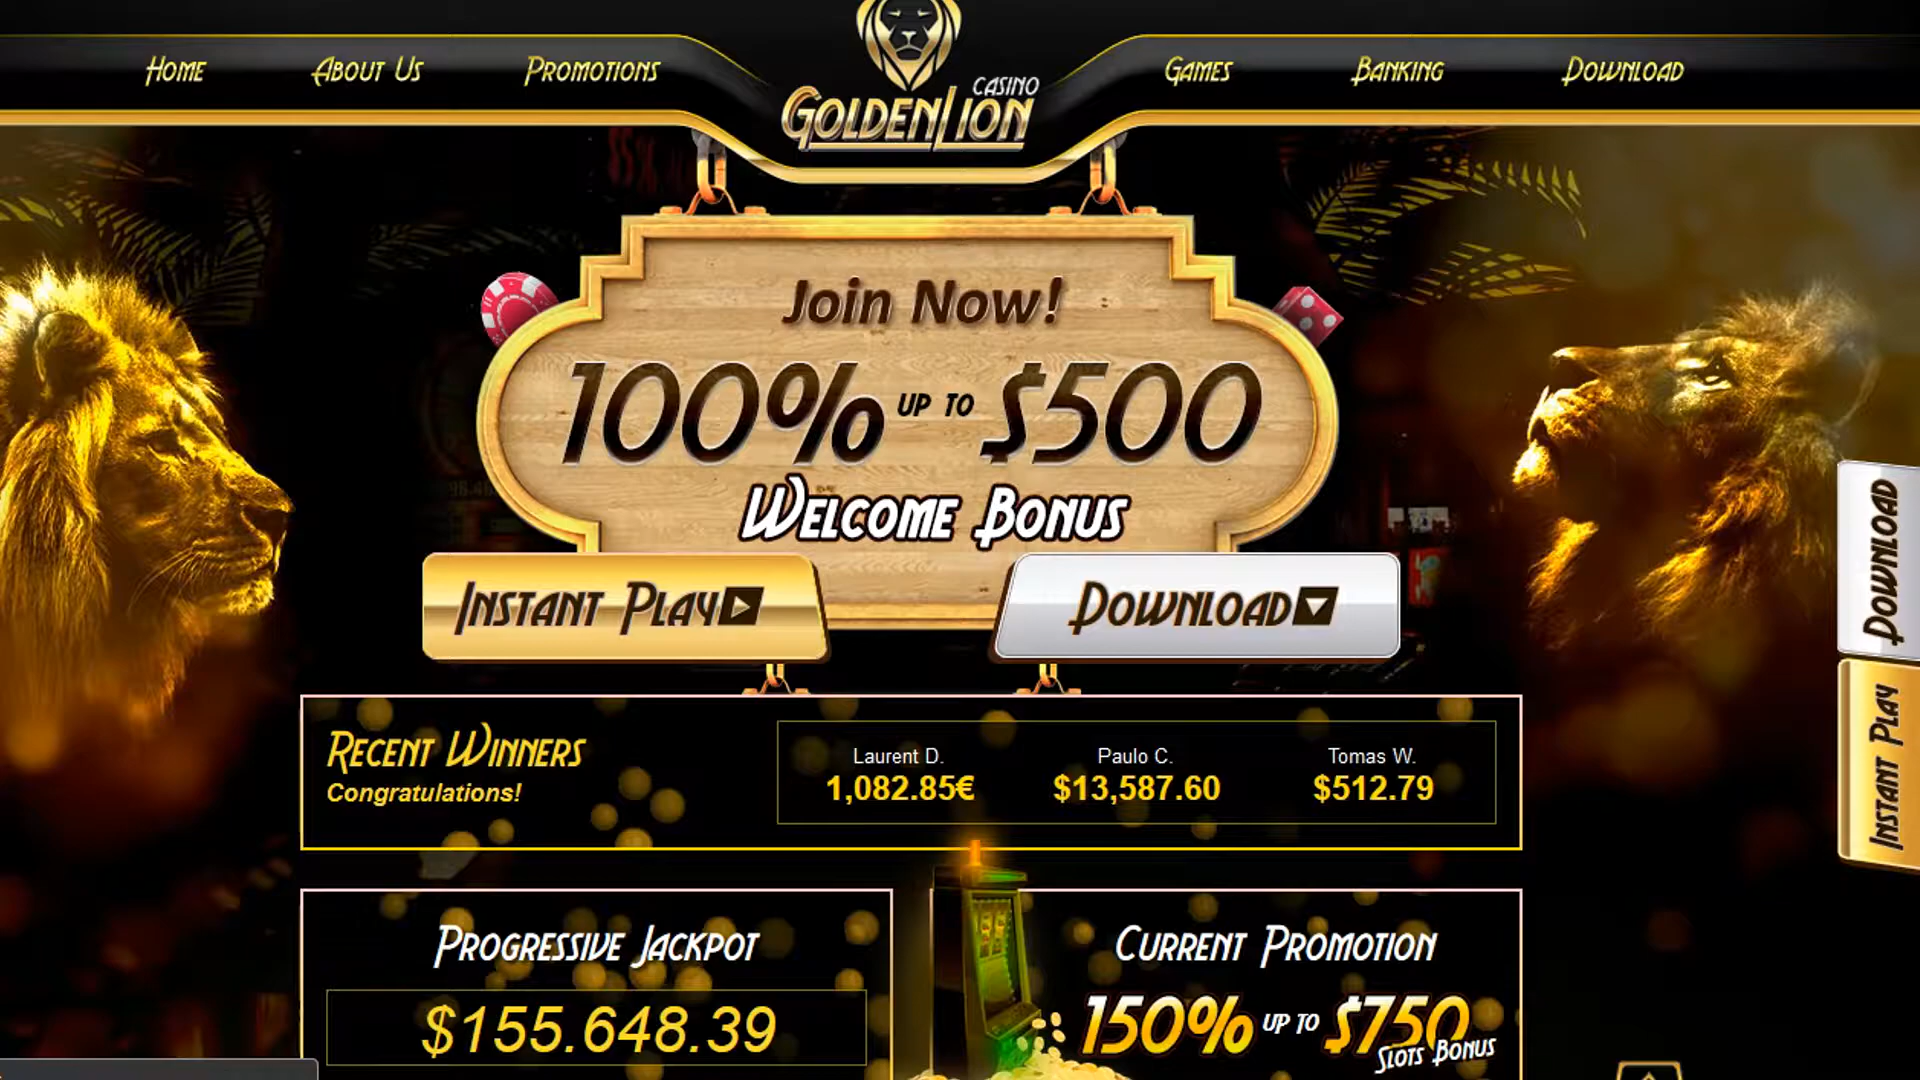 Home
About Us
Promotions
CASINO
GoldenLion
Games
Banking
Download
Join Now!
100% up to $500
Welcome Bonus
Instant Play
Download
Download
Instant Play
Recent Winners
Congratulations!
Laurent D.
1,082.85€
Paulo C.
$13,587.60
Tomas W.
$512.79
Progressive Jackpot
$155.648.39
Current Promotion
150% up to $750
Slots Bonus